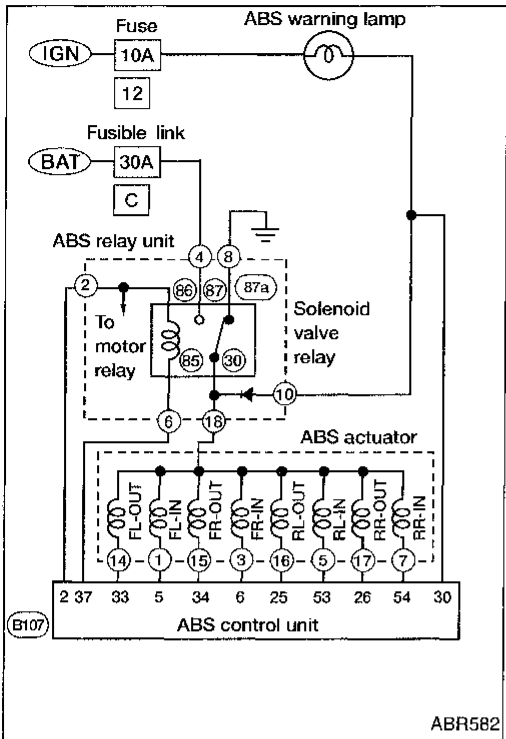 ABS warning lamp
Fuse
IGN
10A
12
Fusible link
BAT
30A
C
ABS relay unit
4
8
2
86
87
87a
To
motor
relay
Solenoid
valve
relay
85
30
10
6
18
ABS actuator
FL-OUT
FL-IN
FR-OUT
FR-IN
RL-OUT
RL-IN
RR-OUT
RR-IN
14
1
15
3
16
5
17
7
2 37 33 5 34 6 25 53 26 54 30
B107
ABS control unit
ABR582